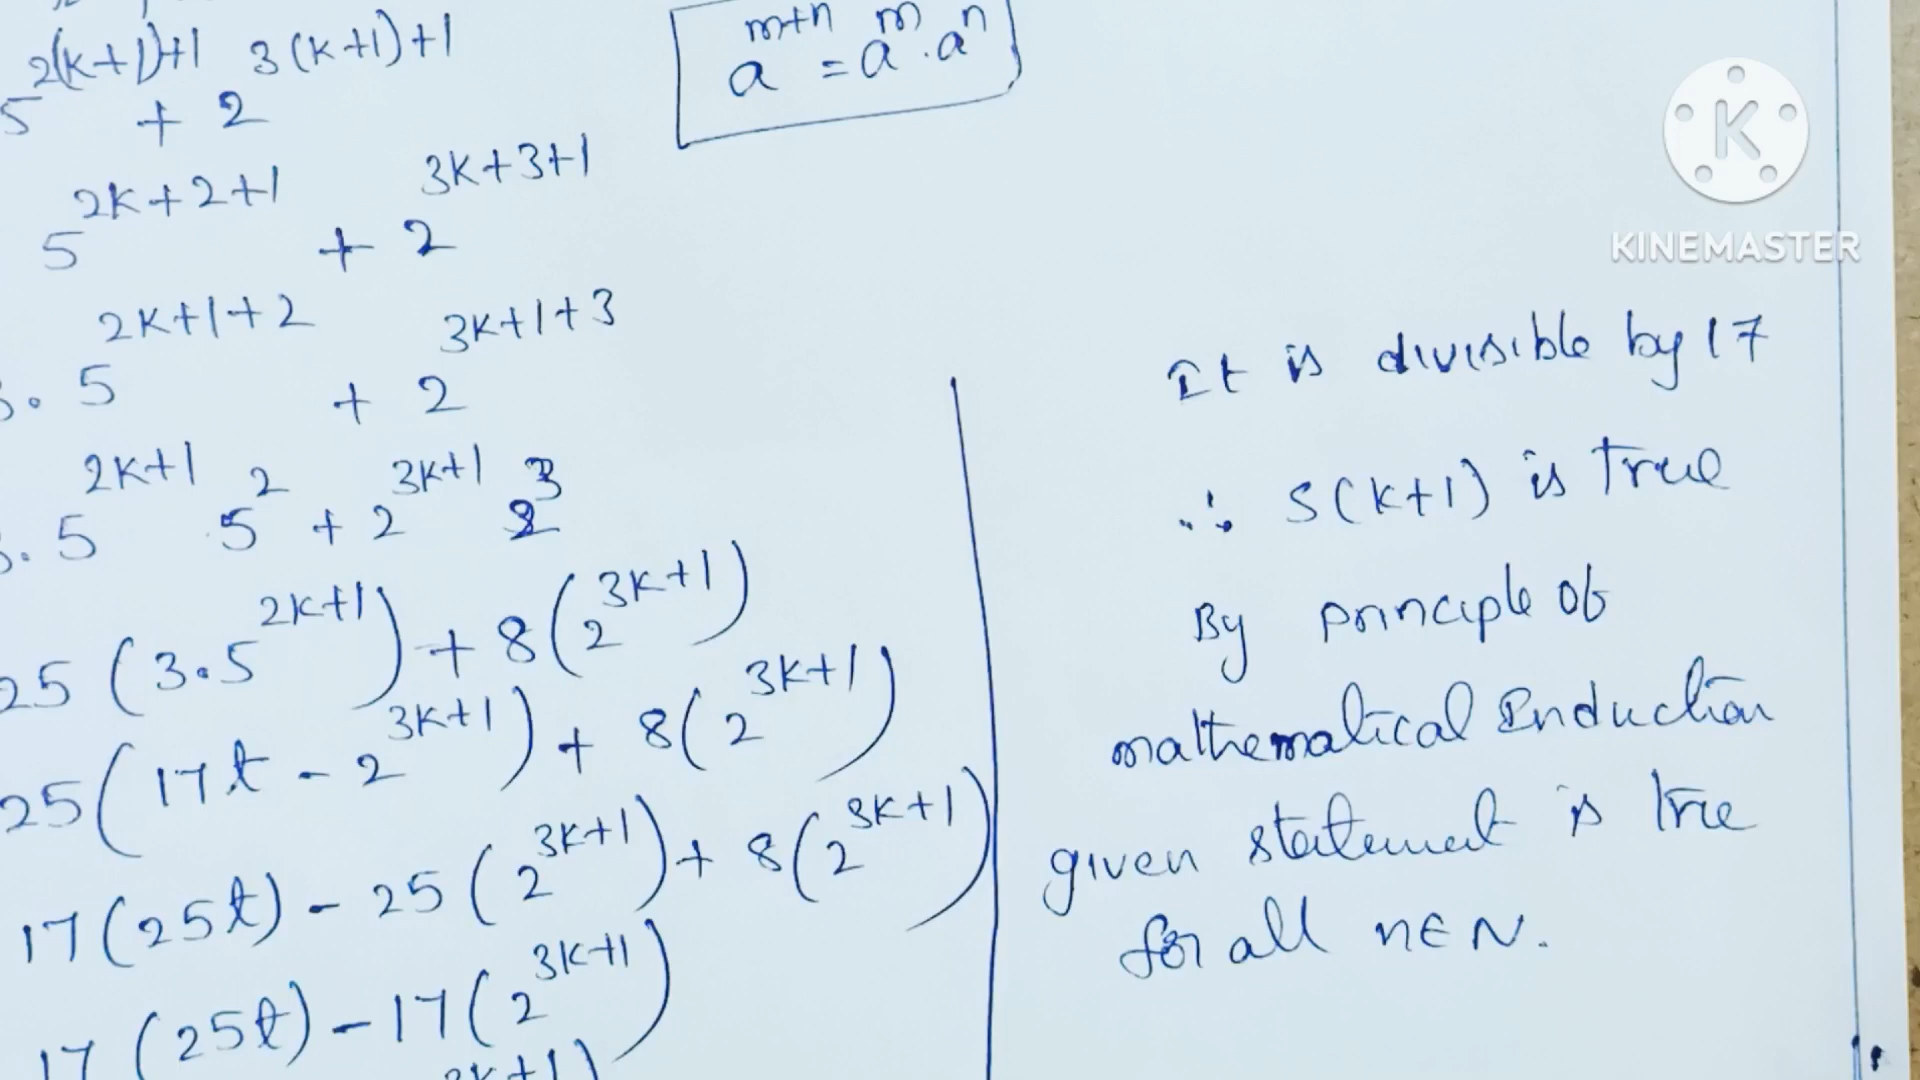 5^{2(k+1)+1} + 2^{3(k+1)+1}
5^{2k+2+1} + 2^{3k+3+1}
3. 5^{2k+1+2} + 2^{3k+1+3}
3. 5^{2k+1} 5^2 + 2^{3k+1} 2^3
25 (3.5^{2k+1}) + 8(2^{3k+1})
25 (17t - 2^{3k+1}) + 8(2^{3k+1})
17(25t) - 25 (2^{3k+1}) + 8(2^{3k+1})
17 (25t) - 17(2^{3k+1})
a^{m+n} = a^m . a^n
K
KINEMASTER
It is divisible by 17
∴ S(k+1) is true
By principle of
mathematical Induction
given statement is true
for all n∈N.